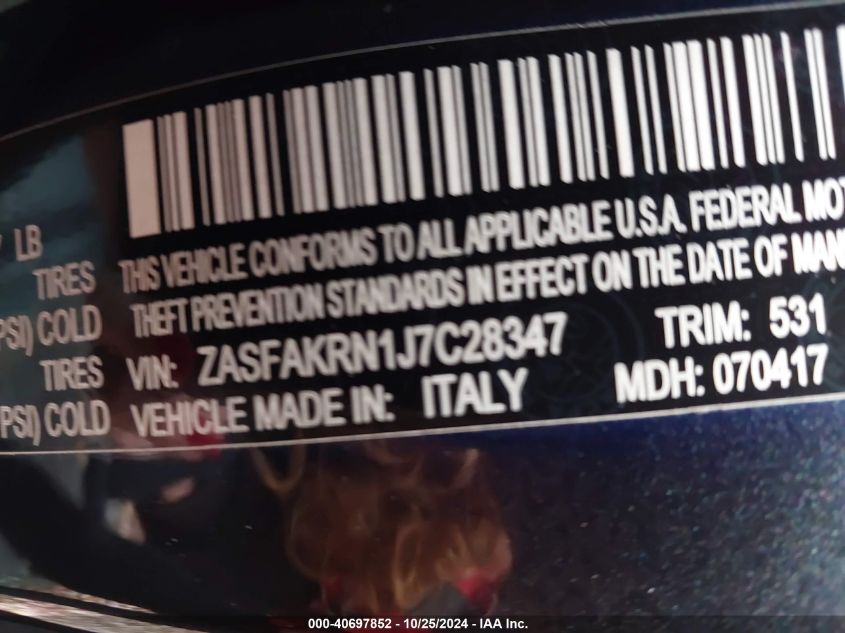 LB
TIRES
PSI) COLD
TIRES
PSI) COLD
THIS VEHICLE CONFORMS TO ALL APPLICABLE U.S.A. FEDERAL MOT
THEFT PREVENTION STANDARDS IN EFFECT ON THE DATE OF MAN
VIN: ZASFAKRN1J7C28347 TRIM: 531
VEHICLE MADE IN: ITALY MDH: 070417
000-40697852 - 10/25/2024 - IAA Inc.